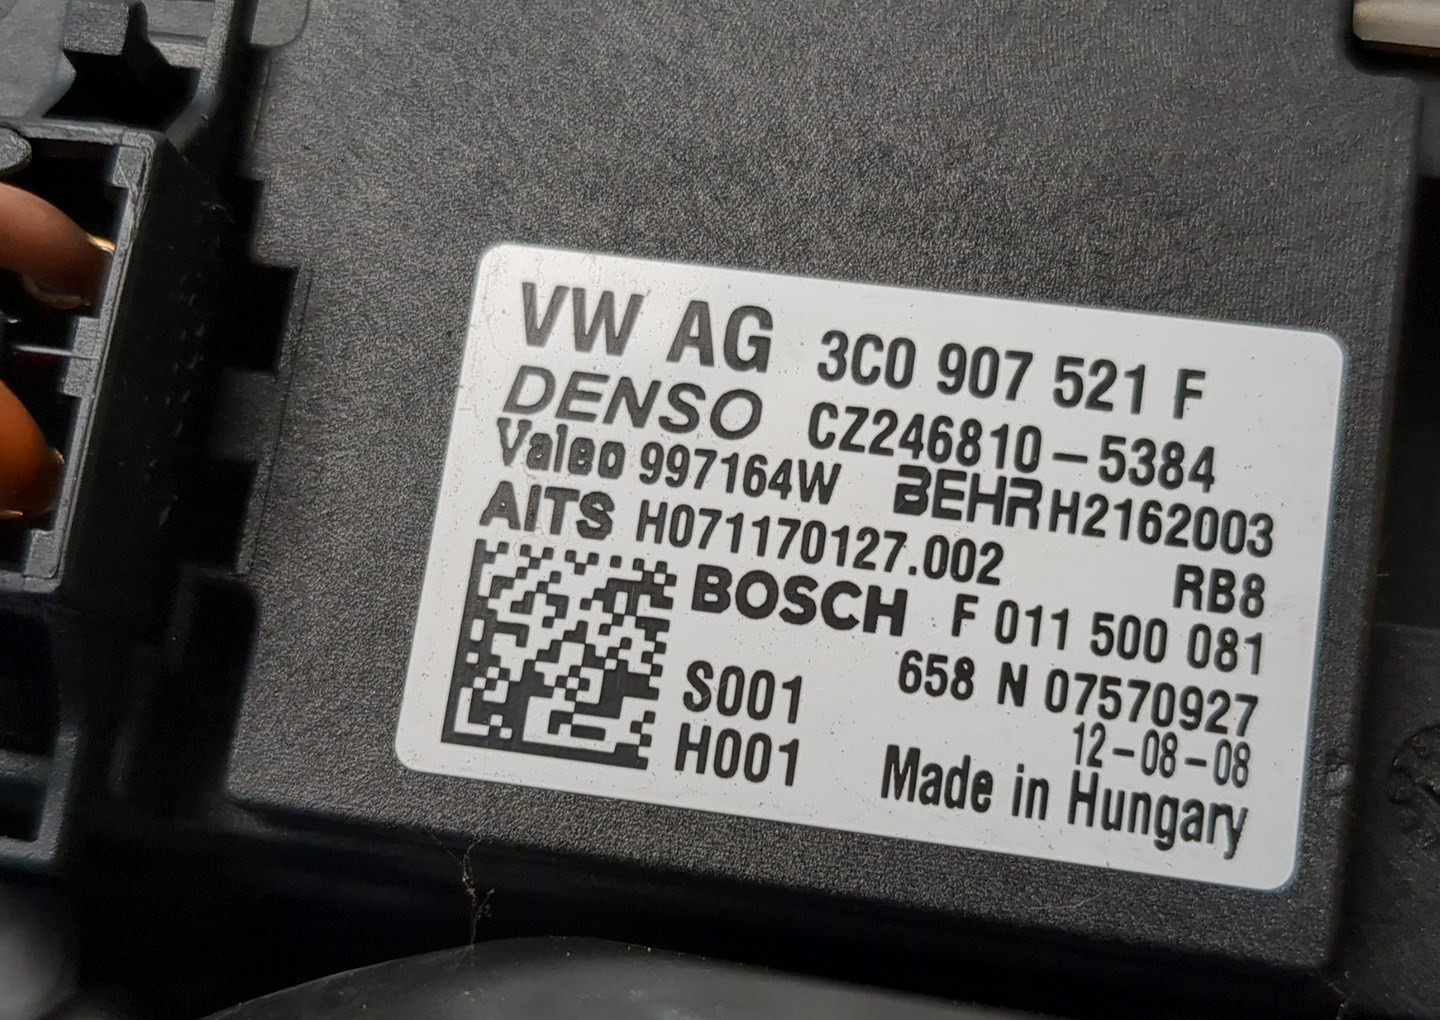 VW AG 3C0 907 521 F
DENSO CZ246810-5384
Valeo 997164W BEHR H2162003
AITS H071170127.002 RB8
BOSCH F 011 500 081
S001 658 N 07570927
12-08-08
H001 Made in Hungary